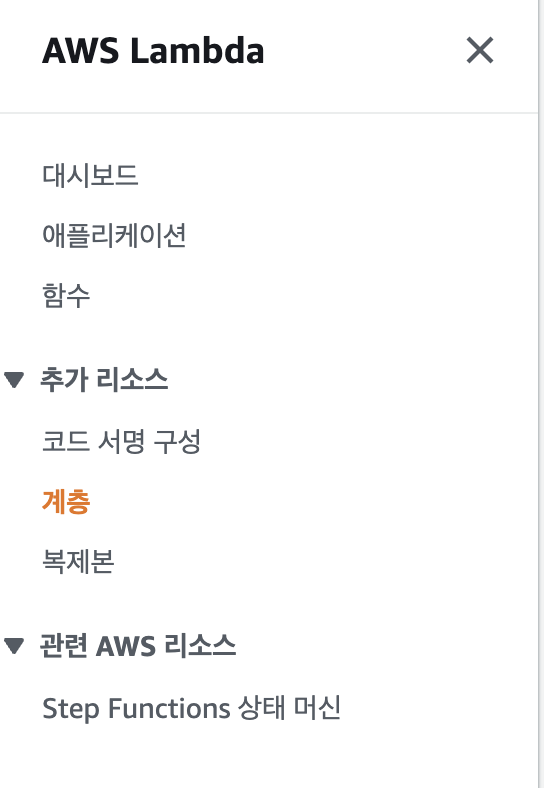 AWS Lambda
대시보드
애플리케이션
함수
추가 리소스
코드 서명 구성
계층
복제본
관련 AWS 리소스
Step Functions 상태 머신